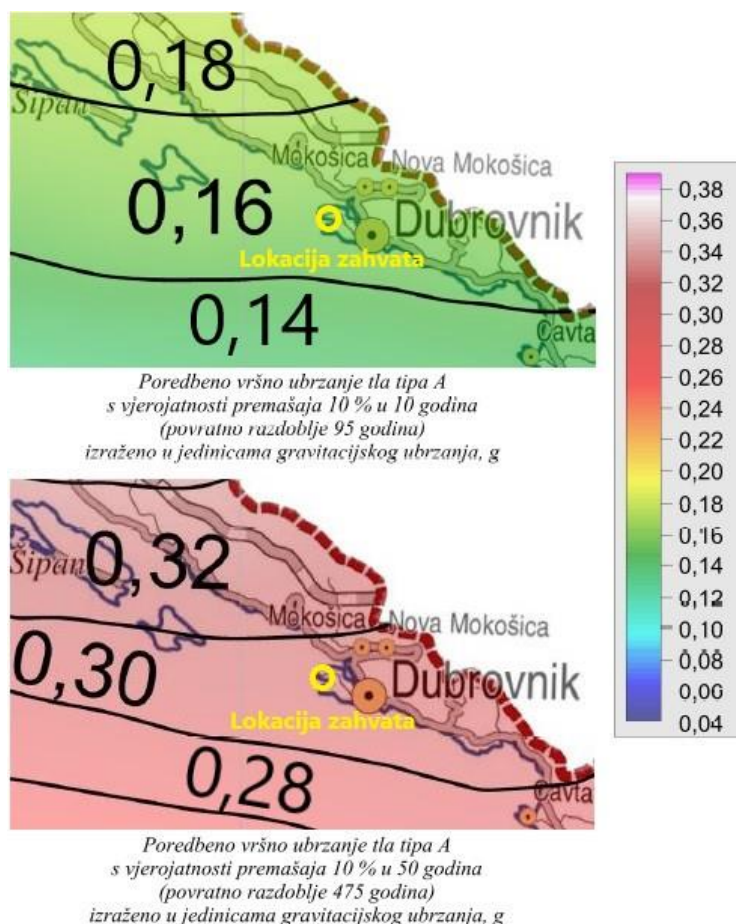 0,18
Šipan
Mokošica Nova Mokošica
0,16
Dubrovnik
Lokacija zahvata
0,14
Cavta
Poredbeno vršno ubrzanje tla tipa A
s vjerojatnosti premašaja 10 % u 10 godina
(povratno razdoblje 95 godina)
izraženo u jedinicama gravitacijskog ubrzanja, g
0,32
Šipan
Mokošica Nova Mokošica
0,30
Dubrovnik
Lokacija zahvata
0,28
Cavta
Poredbeno vršno ubrzanje tla tipa A
s vjerojatnosti premašaja 10 % u 50 godina
(povratno razdoblje 475 godina)
izraženo u jedinicama gravitacijskog ubrzanja, g
0,38
0,36
0,34
0,32
0,30
0,28
0,26
0,24
0,22
0,20
0,18
0,16
0,14
0,12
0,10
0,08
0,06
0,04